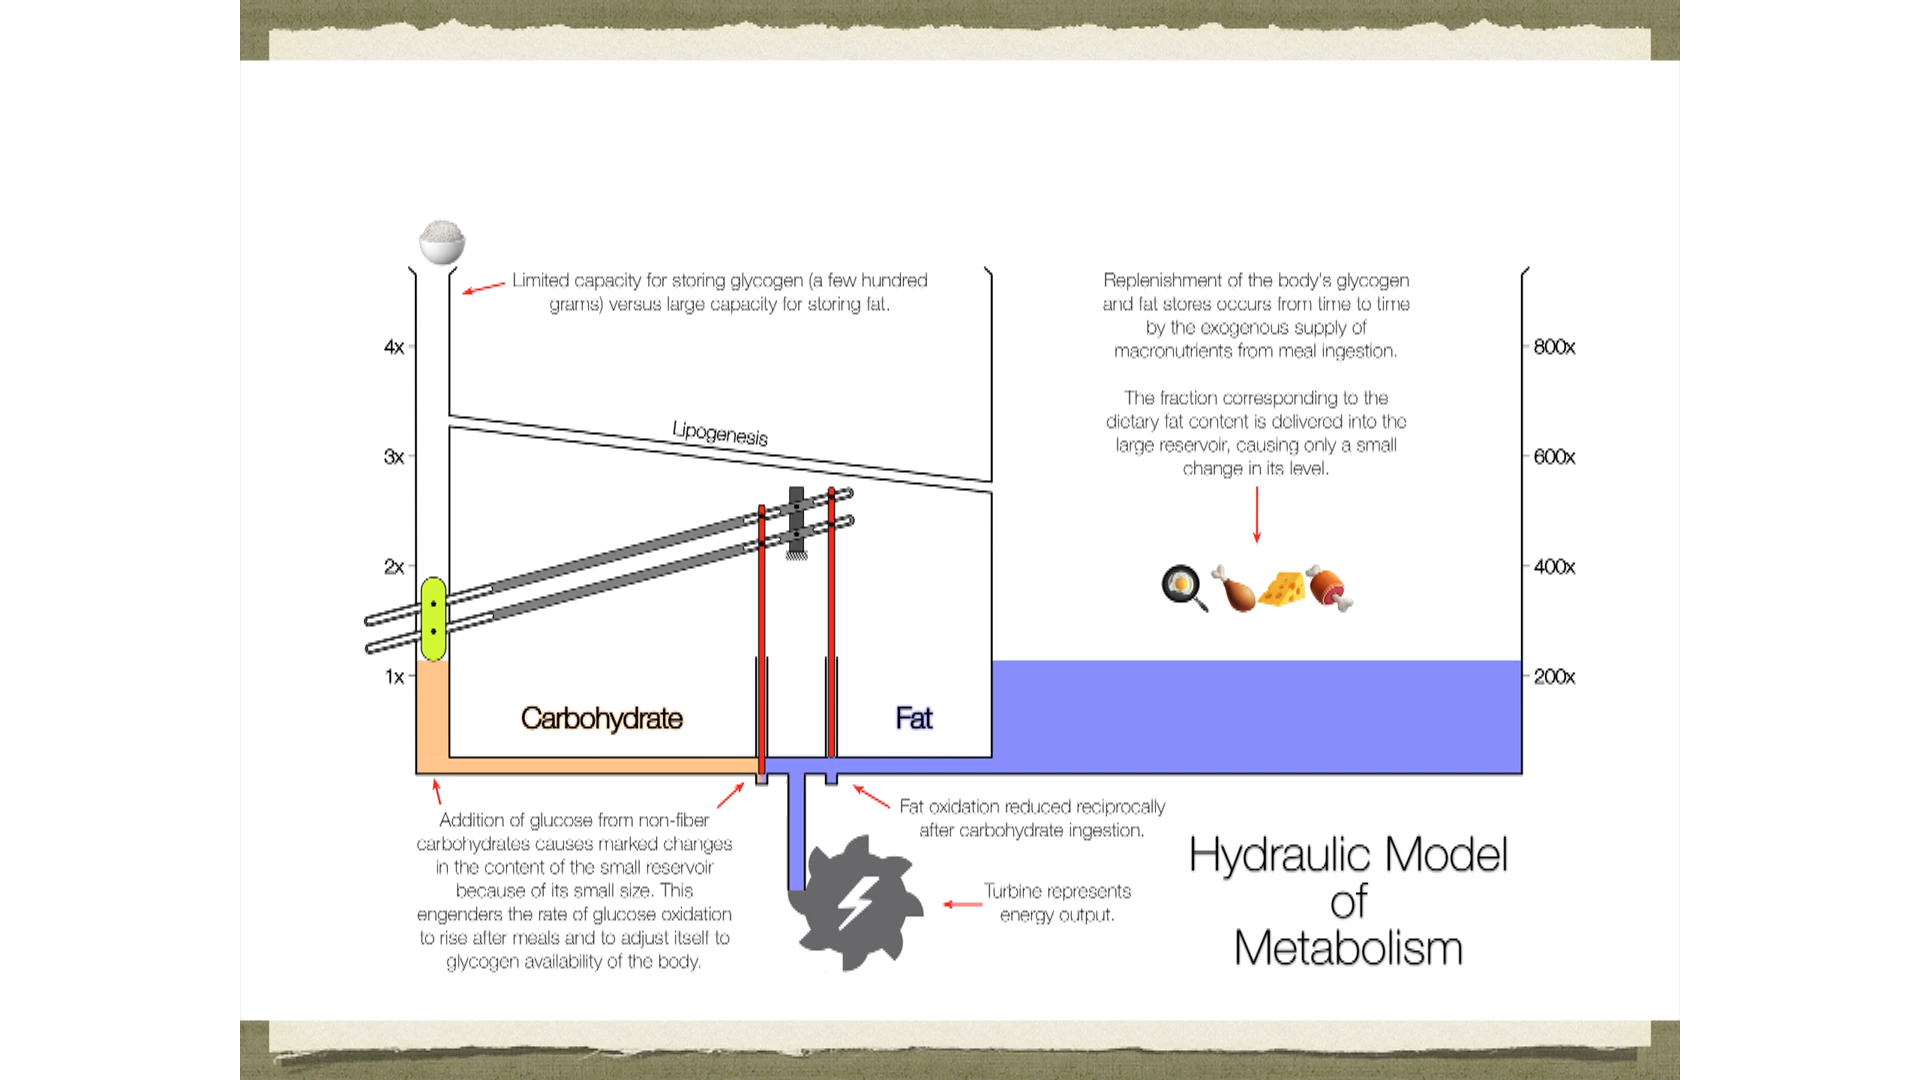 Limited capacity for storing glycogen (a few hundred
grams) versus large capacity for storing fat.
Replenishment of the body's glycogen
and fat stores occurs from time to time
by the exogenous supply of
macronutrients from meal ingestion.
The fraction corresponding to the
dietary fat content is delivered into the
large reservoir, causing only a small
change in its level.
4x
3x
2x
1x
800x
600x
400x
200x
Lipogenesis
Carbohydrate
Fat
Addition of glucose from non-fiber
carbohydrates causes marked changes
in the content of the small reservoir
because of its small size. This
engenders the rate of glucose oxidation
to rise after meals and to adjust itself to
glycogen availability of the body.
Fat oxidation reduced reciprocally
after carbohydrate ingestion.
Turbine represents
energy output.
Hydraulic Model
of
Metabolism